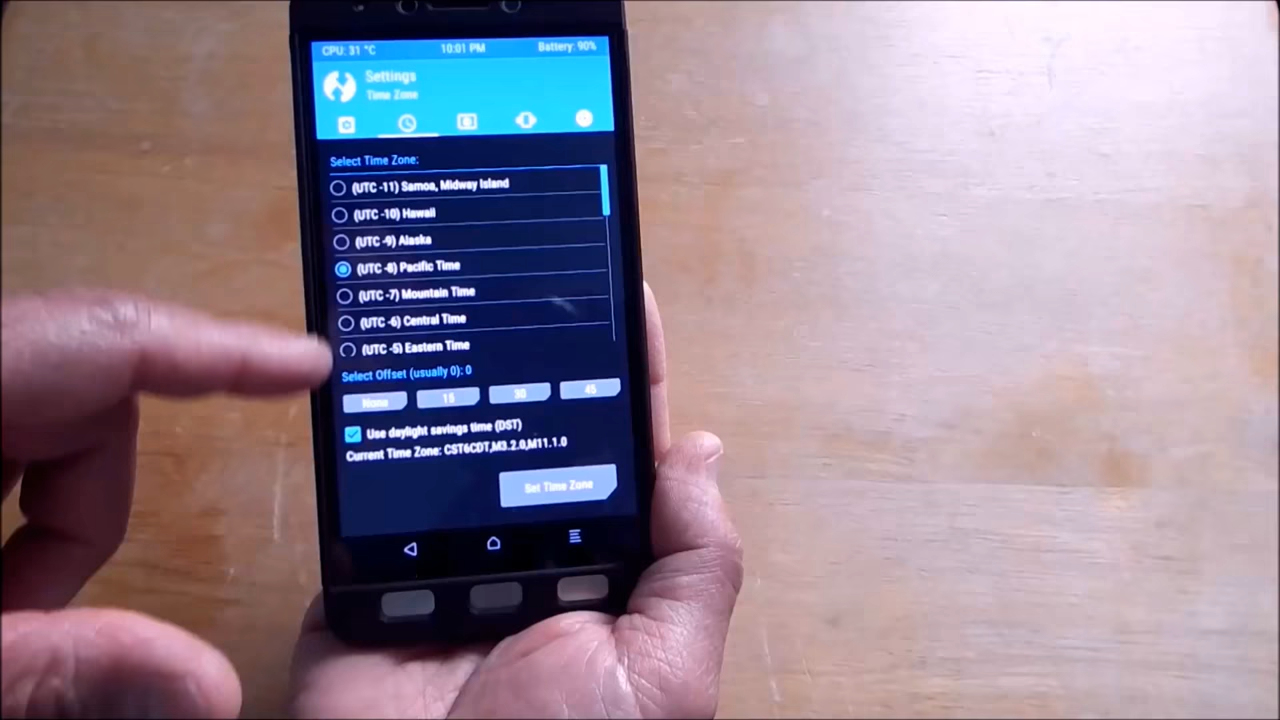 CPU: 31 °C 10:01 PM Battery: 90%
Settings
Time Zone
Select Time Zone:
(UTC -11) Samoa, Midway Island
(UTC -10) Hawaii
(UTC -9) Alaska
(UTC -8) Pacific Time
(UTC -7) Mountain Time
(UTC -6) Central Time
(UTC -5) Eastern Time
Select Offset (usually 0): 0
None 15 30 45
Use daylight savings time (DST)
Current Time Zone: CST6CDT,M3.2.0,M11.1.0
Set Time Zone